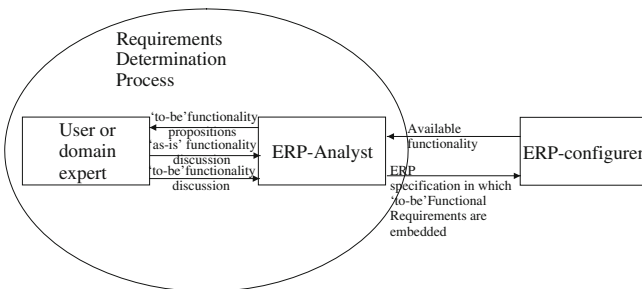 Requirements
Determination
Process
User or
domain
expert
‘to-be’functionality
propositions
‘as-is’ functionality
discussion
‘to-be’functionality
discussion
ERP-Analyst
Available
functionality
ERP
specification in which
‘to-be’Functional
Requirements are
embedded
ERP-configurer